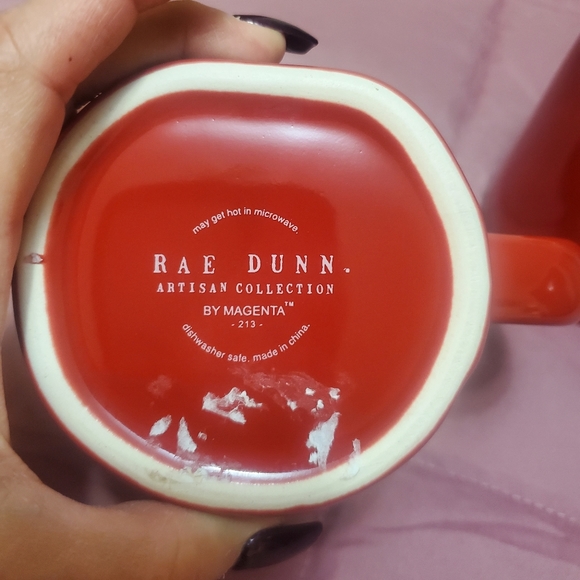 may get hot in microwave.
RAE DUNN.
ARTISAN COLLECTION
BY MAGENTA™
- 213 -
dishwasher safe. made in china.